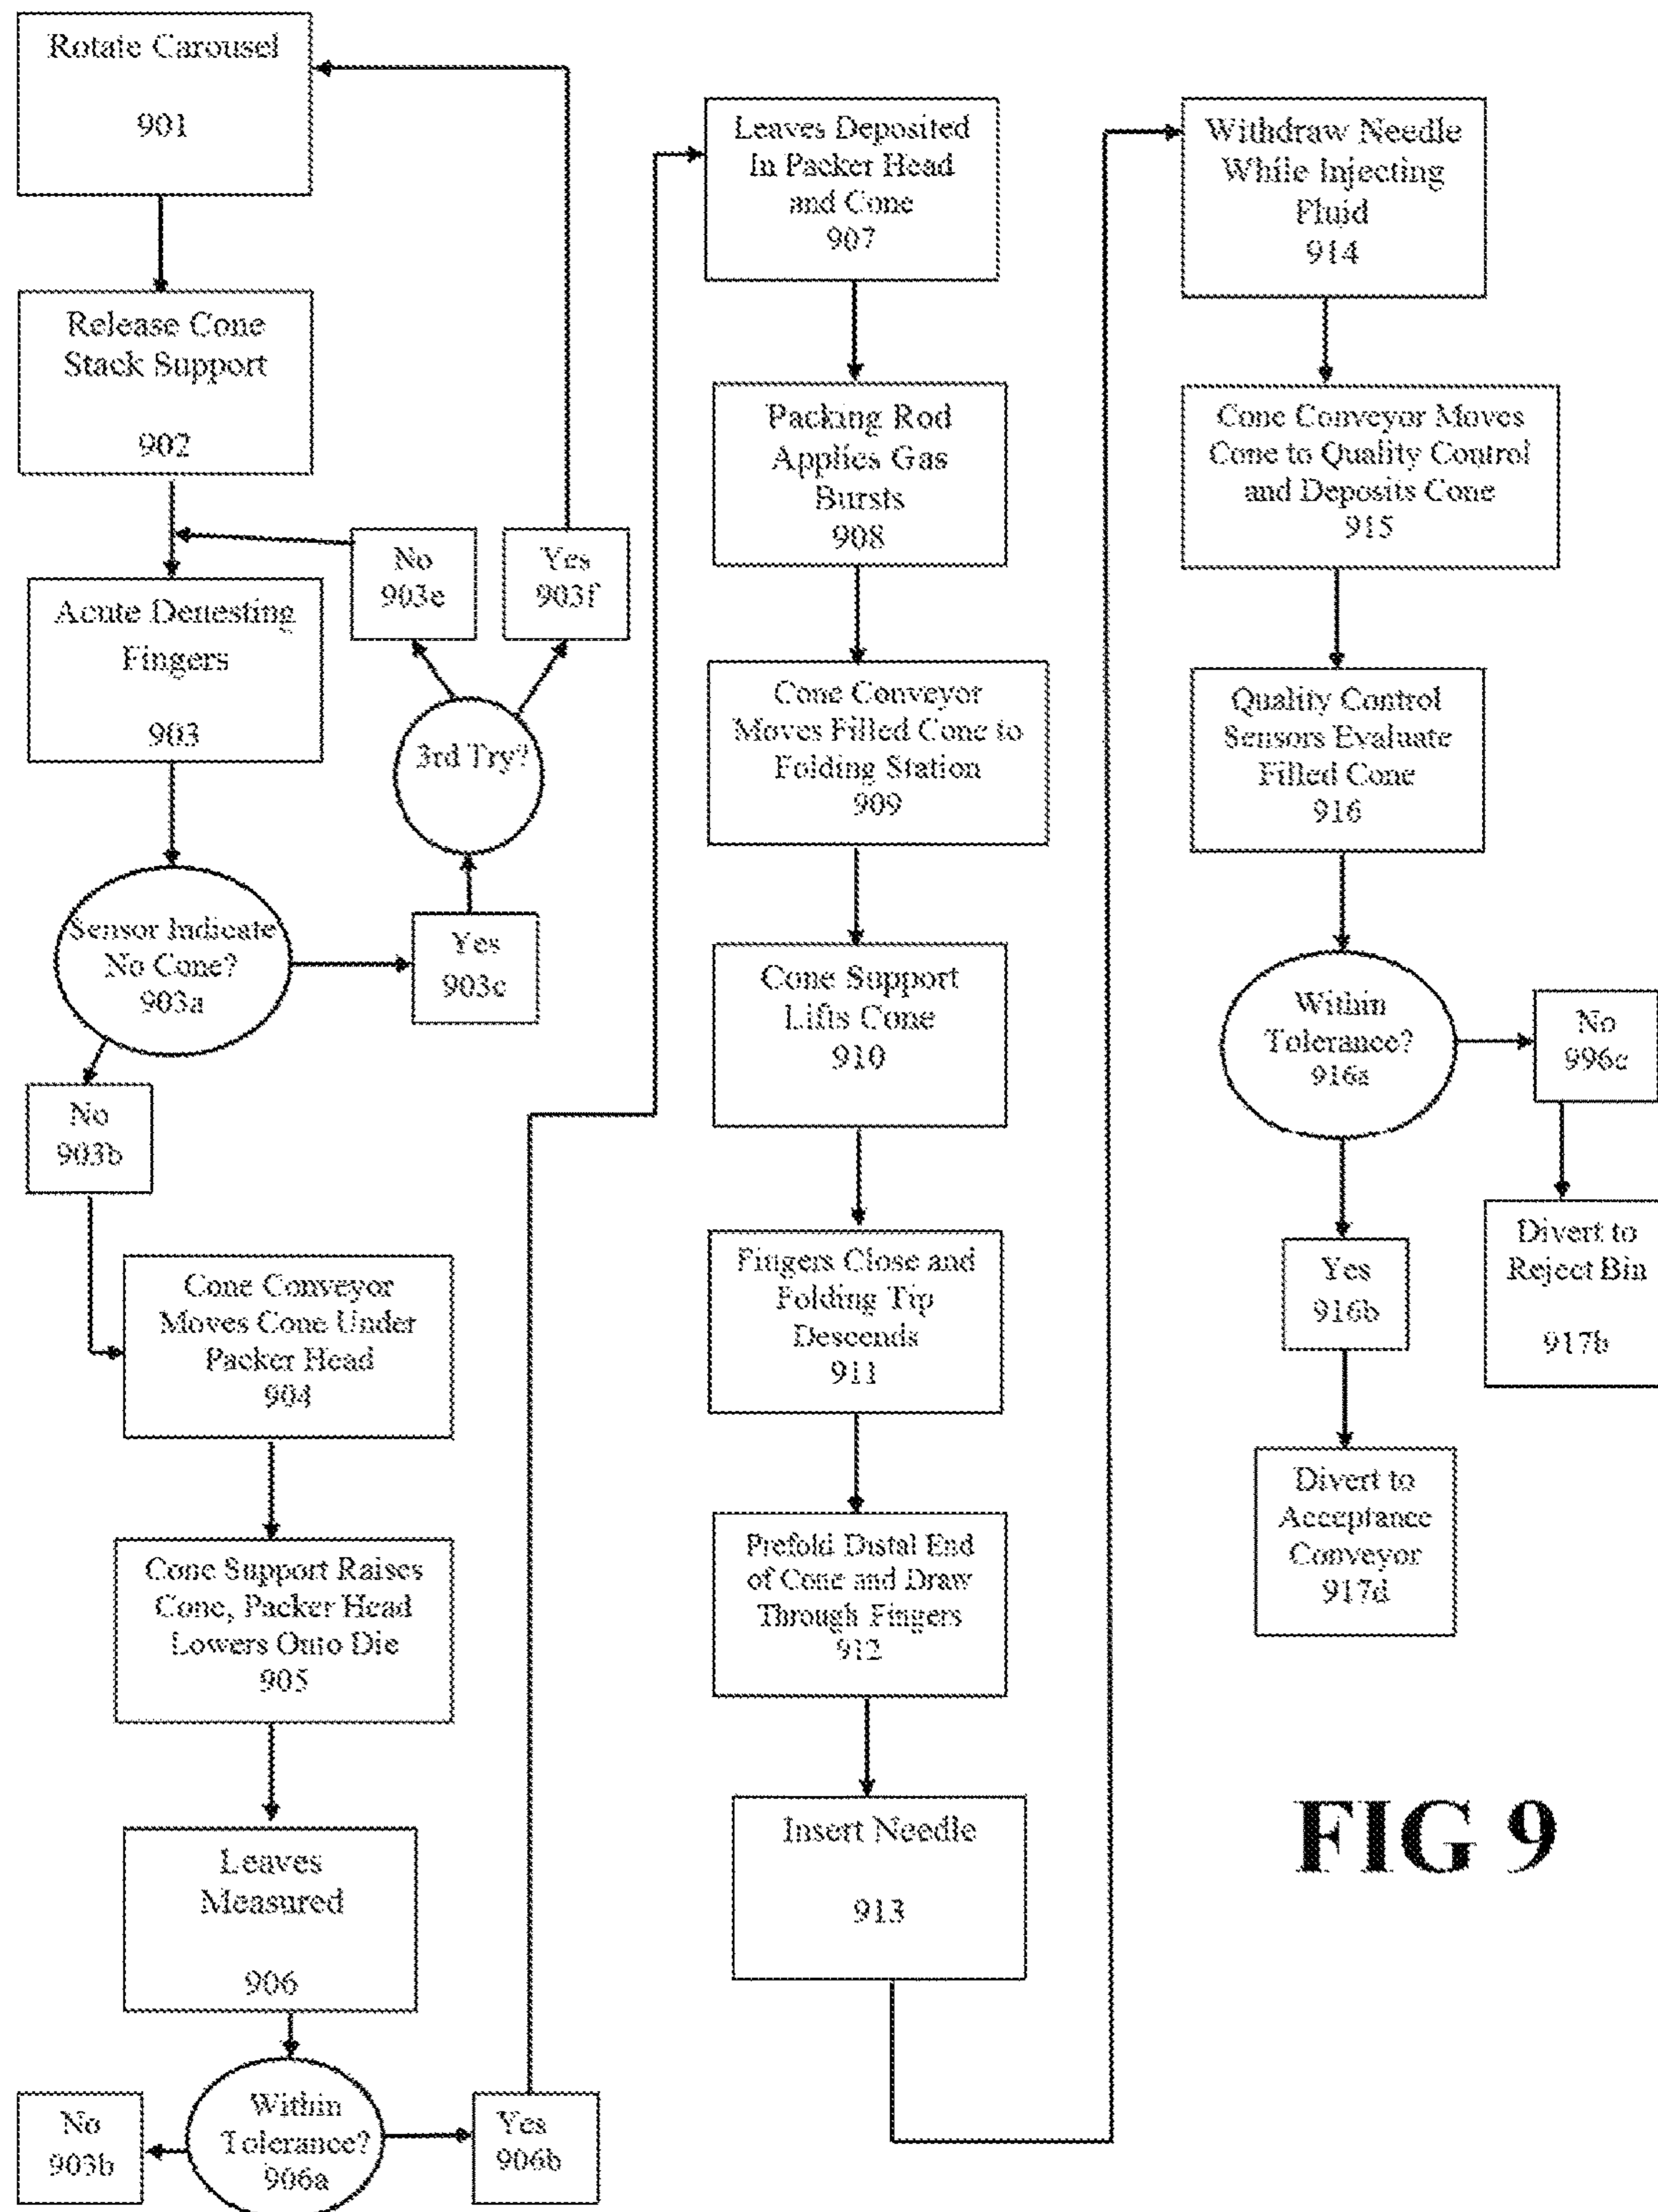 Rotate Carousel
901
Release Cone
Stack Support
902
No
903e
Yes
903f
Acute Denesting
Fingers
903
3rd Try?
Sensor Indicate
No Cone?
903a
Yes
903c
No
903b
Cone Conveyor
Moves Cone Under
Packer Head
904
Cone Support Raises
Cone, Packer Head
Lowers Onto Die
905
Leaves
Measured
906
Within
Tolerance?
906a
No
903b
Yes
906b
Leaves Deposited
In Packer Head
and Cone
907
Packing Rod
Applies Gas
Bursts
908
Cone Conveyor
Moves Filled Cone to
Folding Station
909
Cone Support
Lifts Cone
910
Fingers Close and
Folding Tip
Descends
911
Prefold Distal End
of Cone and Draw
Through Fingers
912
Insert Needle
913
Withdraw Needle
While Injecting
Fluid
914
Cone Conveyor Moves
Cone to Quality Control
and Deposits Cone
915
Quality Control
Sensors Evaluate
Filled Cone
916
Within
Tolerance?
916a
No
996c
Yes
916b
Divert to
Reject Bin
917b
Divert to
Acceptance
Conveyor
917d
FIG 9